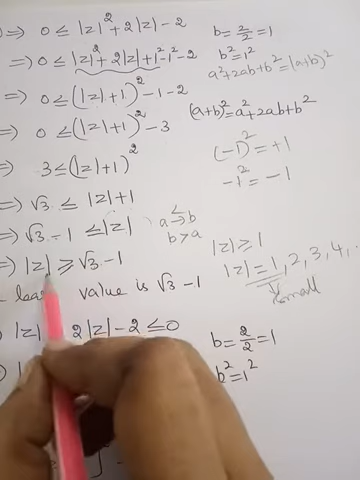 => 0 ≤ |z|² + 2|z| - 2
=> 0 ≤ |z|² + 2|z| + 1² - 1² - 2
=> 0 ≤ (|z| + 1)² - 1 - 2
=> 0 ≤ (|z| + 1)² - 3
=> 3 ≤ (|z| + 1)²
=> √3 ≤ |z| + 1
=> √3 - 1 ≤ |z|
=> |z| ≥ √3 - 1
value is √3 - 1
|z| 2|z| - 2 ≤ 0
b = 2/2 = 1
b² = 1²
a² + 2ab + b² = (a+b)²
(a+b)² = a² + 2ab + b²
(-1)² = +1
-1² = -1
≤
a → b
b > a
|z| ≥ 1
|z| = 1, 2, 3, 4, ..
small
b = 2/2 = 1
b² = 1²